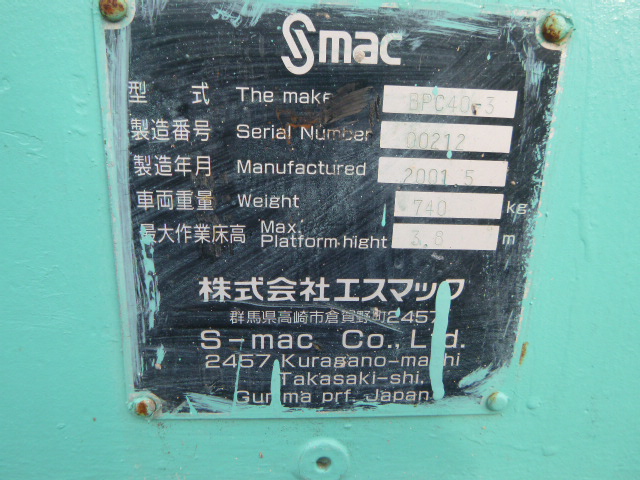 Smac
型式 The make BPC40-3
製造番号 Serial Number 00212
製造年月 Manufactured 2001 5
車両重量 Weight 740 kg
最大作業床高 Max. Platform hight 3.6 m
株式会社エスマック
群馬県高崎市倉賀野町2457
S-mac Co., Ltd.
2457 Kuragano-machi
Takasaki-shi,
Gunma prf. Japan